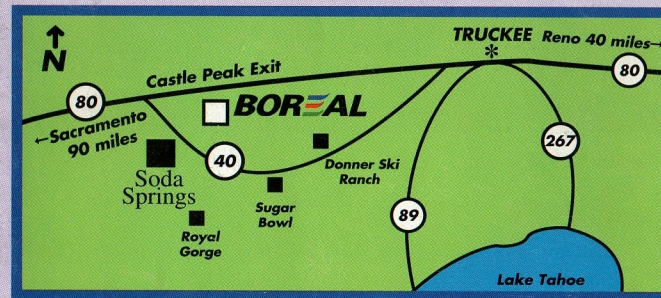 N
TRUCKEE
*
Reno 40 miles→
80
Castle Peak Exit
80
BOREAL
←Sacramento
90 miles
40
267
Donner Ski
Ranch
Soda
Springs
Sugar
Bowl
Royal
Gorge
89
Lake Tahoe